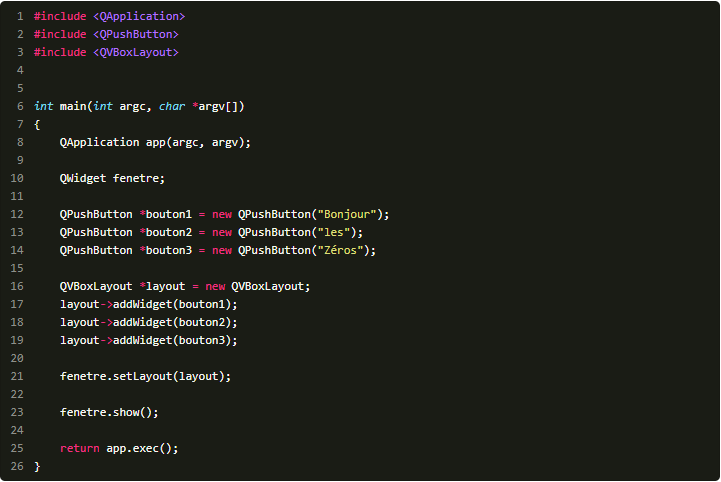 1 #include <QApplication>
2 #include <QPushButton>
3 #include <QVBoxLayout>
4
5
6 int main(int argc, char *argv[])
7 {
8     QApplication app(argc, argv);
9
10     QWidget fenetre;
11
12     QPushButton *bouton1 = new QPushButton("Bonjour");
13     QPushButton *bouton2 = new QPushButton("les");
14     QPushButton *bouton3 = new QPushButton("Zéros");
15
16     QVBoxLayout *layout = new QVBoxLayout;
17     layout->addWidget(bouton1);
18     layout->addWidget(bouton2);
19     layout->addWidget(bouton3);
20
21     fenetre.setLayout(layout);
22
23     fenetre.show();
24
25     return app.exec();
26 }